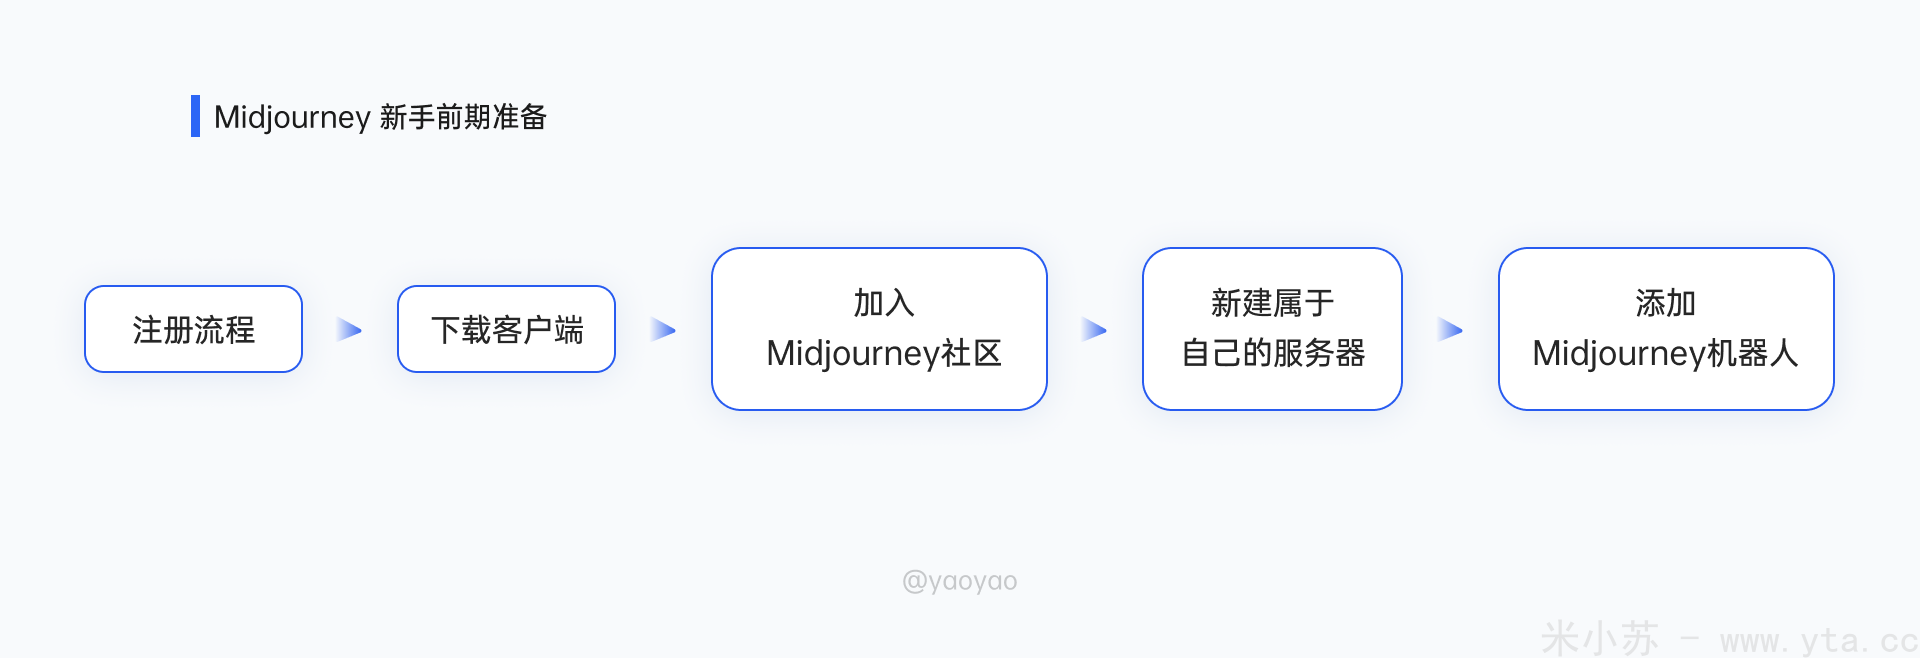 Midjourney 新手前期准备
注册流程
下载客户端
加入
Midjourney社区
新建属于
自己的服务器
添加
Midjourney机器人
@yaoyao
米小苏 - www.yta.cc